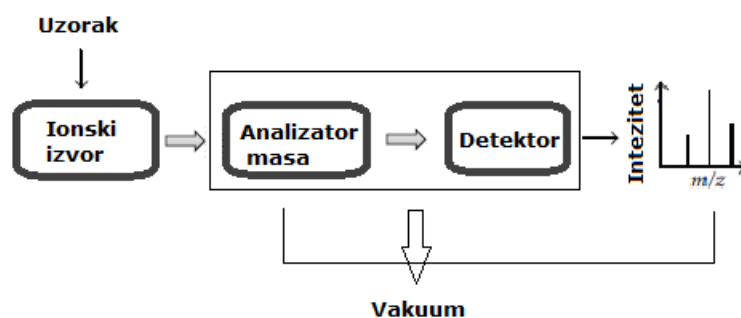 Uzorak
Ionski
izvor
Analizator
masa
Detektor
Intezitet
m/z
Vakuum